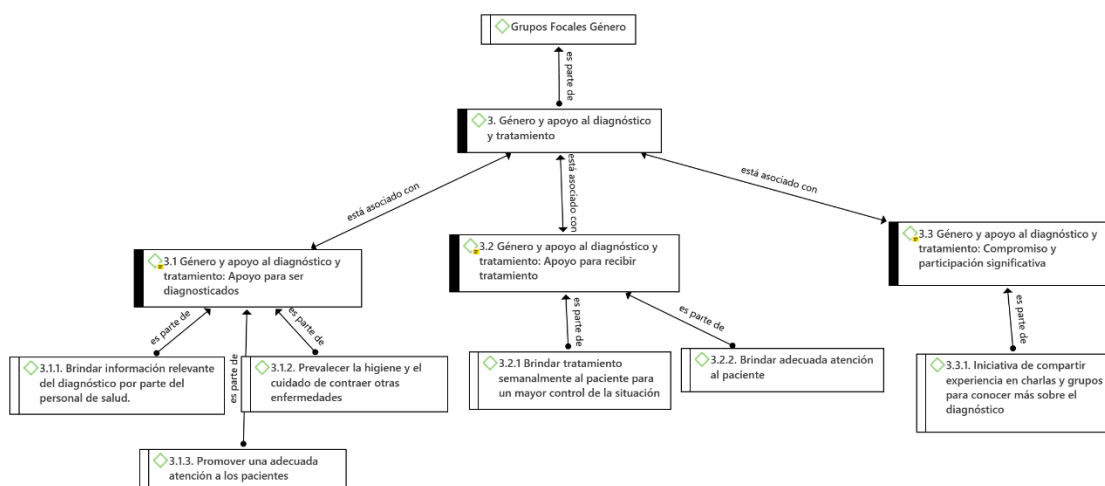 Grupos Focales Género
es parte de
3. Género y apoyo al diagnóstico
y tratamiento
está asociado con
está asociado con
está asociado con
3.1 Género y apoyo al diagnóstico y
tratamiento: Apoyo para ser
diagnosticados
3.2 Género y apoyo al diagnóstico y
tratamiento: Apoyo para recibir
tratamiento
3.3 Género y apoyo al diagnóstico y
tratamiento: Compromiso y
participación significativa
es parte de
es parte de
es parte de
es parte de
es parte de
es parte de
3.1.1. Brindar información relevante
del diagnóstico por parte del
personal de salud.
3.1.2. Prevalecer la higiene y el
cuidado de contraer otras
enfermedades
3.2.1 Brindar tratamiento
semanalmente al paciente para
un mayor control de la situación
3.2.2. Brindar adecuada atención
al paciente
3.3.1. Iniciativa de compartir
experiencia en charlas y grupos
para conocer más sobre el
diagnóstico
3.1.3. Promover una adecuada
atención a los pacientes